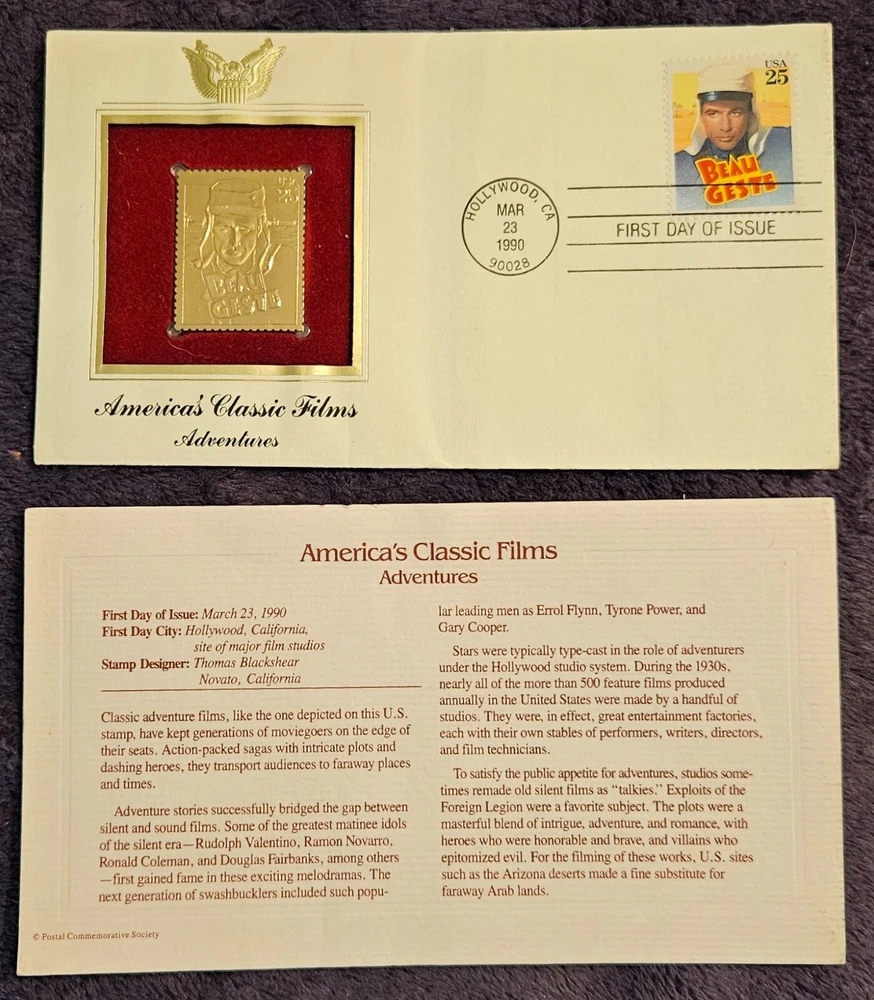 USA
25
BEAU
GESTE
USA
25
BEAU
GESTE
HOLLYWOOD, CA
MAR
23
1990
90028
FIRST DAY OF ISSUE
America's Classic Films
Adventures
America's Classic Films
Adventures
First Day of Issue: March 23, 1990
First Day City: Hollywood, California,
site of major film studios
Stamp Designer: Thomas Blackshear
Novato, California
Classic adventure films, like the one depicted on this U.S.
stamp, have kept generations of moviegoers on the edge of
their seats. Action-packed sagas with intricate plots and
dashing heroes, they transport audiences to faraway places
and times.
Adventure stories successfully bridged the gap between
silent and sound films. Some of the greatest matinee idols
of the silent era—Rudolph Valentino, Ramon Novarro,
Ronald Coleman, and Douglas Fairbanks, among others
—first gained fame in these exciting melodramas. The
next generation of swashbucklers included such popu-
lar leading men as Errol Flynn, Tyrone Power, and
Gary Cooper.
Stars were typically type-cast in the role of adventurers
under the Hollywood studio system. During the 1930s,
nearly all of the more than 500 feature films produced
annually in the United States were made by a handful of
studios. They were, in effect, great entertainment factories,
each with their own stables of performers, writers, directors,
and film technicians.
To satisfy the public appetite for adventures, studios some-
times remade old silent films as "talkies." Exploits of the
Foreign Legion were a favorite subject. The plots were a
masterful blend of intrigue, adventure, and romance, with
heroes who were honorable and brave, and villains who
epitomized evil. For the filming of these works, U.S. sites
such as the Arizona deserts made a fine substitute for
faraway Arab lands.
© Postal Commemorative Society